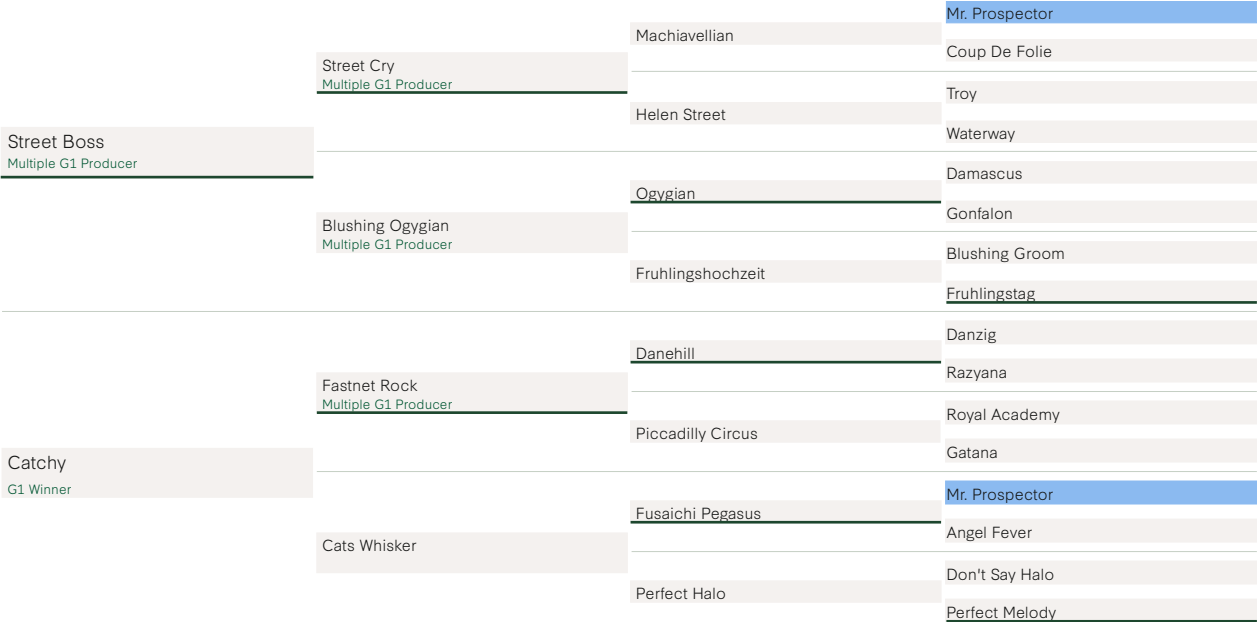 Street Boss
Multiple G1 Producer
Catchy
G1 Winner
Street Cry
Multiple G1 Producer
Blushing Ogygian
Multiple G1 Producer
Fastnet Rock
Multiple G1 Producer
Cats Whisker
Machiavellian
Helen Street
Ogygian
Fruhlingshochzeit
Danehill
Piccadilly Circus
Fusaichi Pegasus
Perfect Halo
Mr. Prospector
Coup De Folie
Troy
Waterway
Damascus
Gonfalon
Blushing Groom
Fruhlingstag
Danzig
Razyana
Royal Academy
Gatana
Mr. Prospector
Angel Fever
Don't Say Halo
Perfect Melody